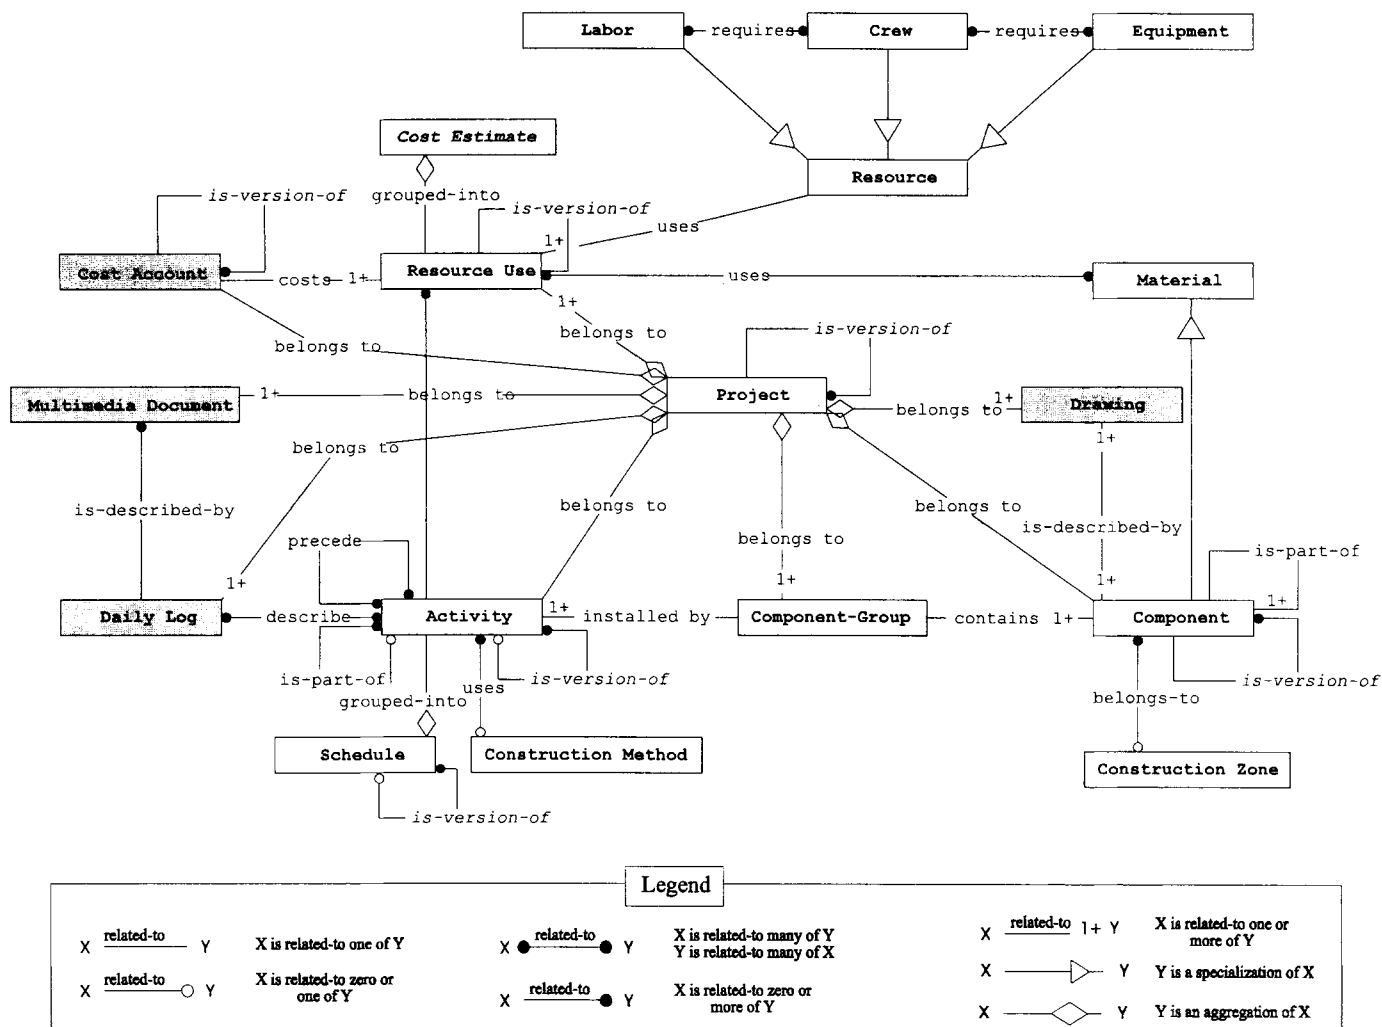 Labor
requires
Crew
requires
Equipment
Cost Estimate
Resource
is-version-of
grouped-into
is-version-of
uses
1+
Cost Account
costs 1+
Resource Use
uses
Material
1+
belongs to
belongs to
is-version-of
Multimedia Document
1+
belongs to
Project
belongs to
1+
Drawing
1+
belongs to
is-described-by
belongs to
belongs to
is-described-by
precede
belongs to
is-part-of
1+
1+
1+
1+
Daily Log
describe
Activity
1+
installed by
Component-Group
contains 1+
Component
is-part-of
uses
is-version-of
is-version-of
grouped-into
belongs-to
Schedule
Construction Method
Construction Zone
is-version-of
Legend
X related-to Y X is related-to one of Y
X related-to Y X is related-to zero or
one of Y
X related-to Y X is related-to many of Y
Y is related-to many of X
X related-to Y X is related-to zero or
more of Y
X related-to 1+ Y X is related-to one or
more of Y
X Y Y is a specialization of X
X Y Y is an aggregation of X